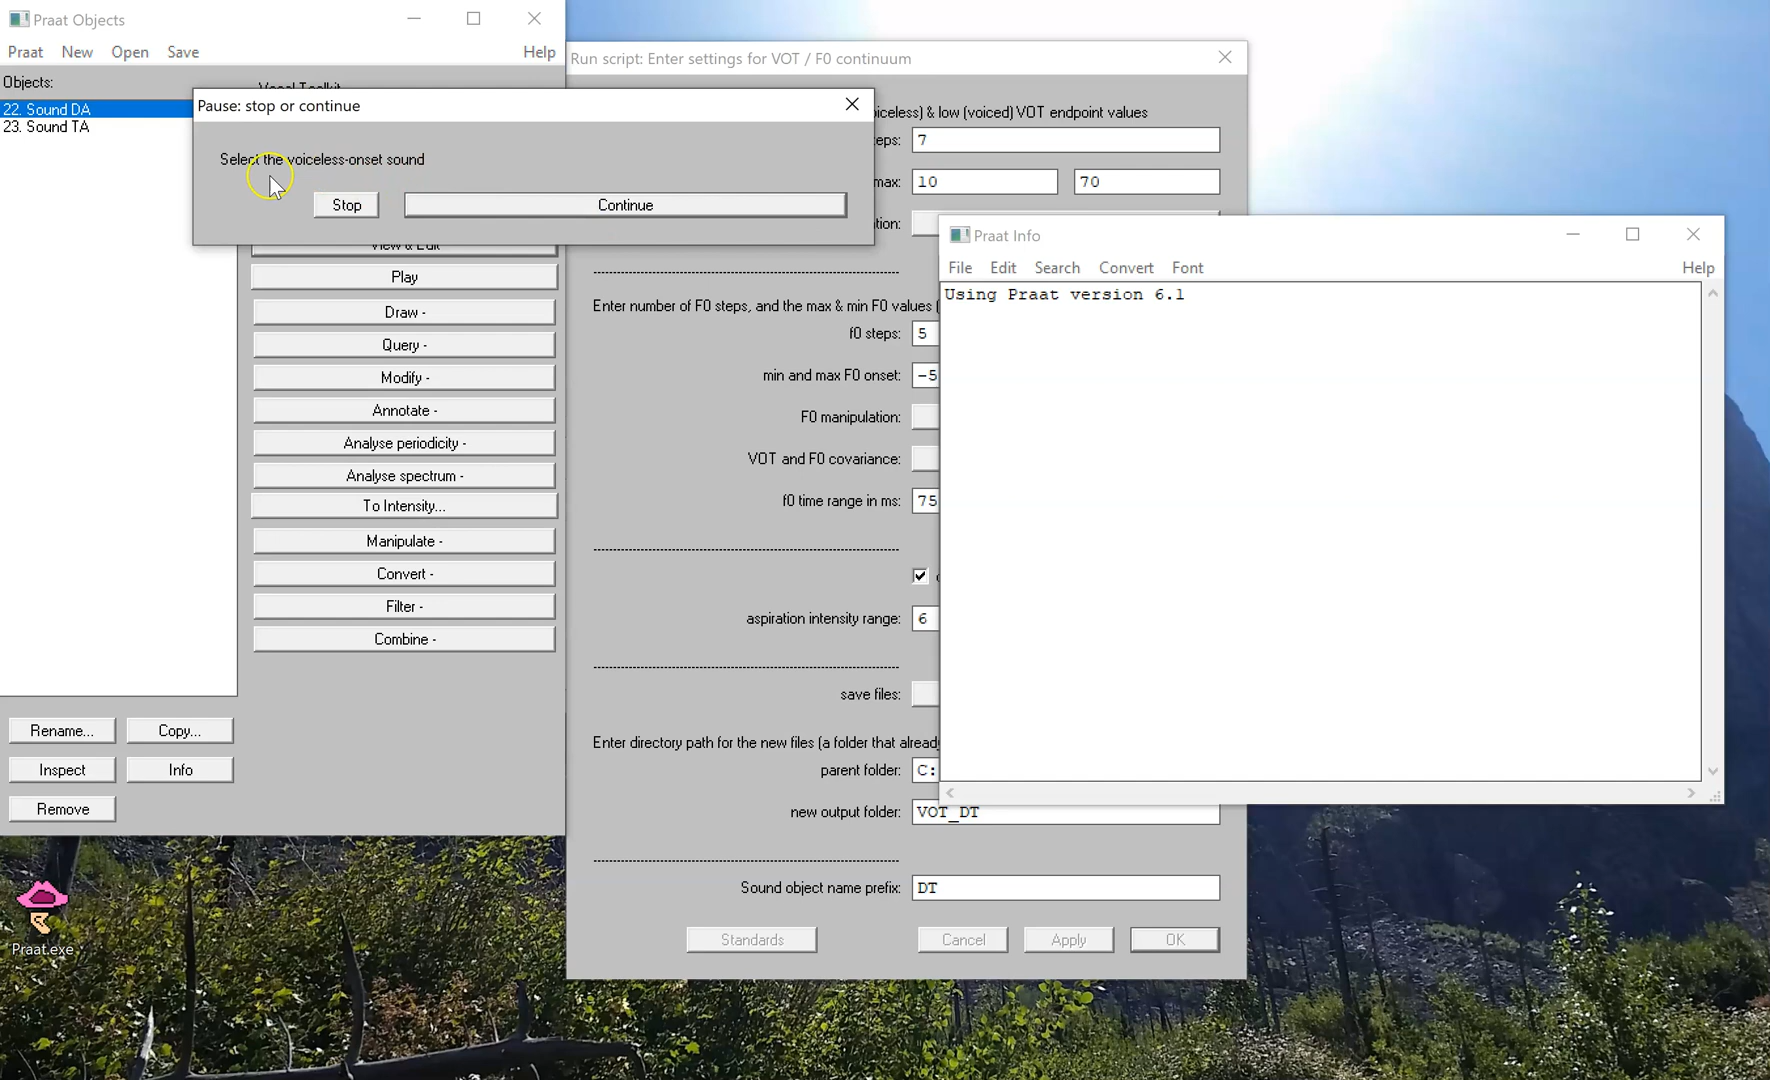 Praat Objects
Praat New Open Save Help
Objects:
22. Sound DA
23. Sound TA
Vocal Toolkit
Pause: stop or continue
Select the voiceless-onset sound
Stop Continue
View & Edit
Play
Draw -
Query -
Modify -
Annotate -
Analyse periodicity -
Analyse spectrum -
To Intensity...
Manipulate -
Convert -
Filter -
Combine -
Rename... Copy...
Inspect Info
Remove
Praat.exe
Run script: Enter settings for VOT / F0 continuum
& low (voiced) VOT endpoint values
7
10 70
Enter number of F0 steps, and the max & min F0 values
f0 steps: 5
min and max F0 onset: -5
F0 manipulation:
VOT and F0 covariance:
f0 time range in ms: 75
aspiration intensity range: 6
save files:
Enter directory path for the new files (a folder that
parent folder: C:
new output folder: VOT_DT
Sound object name prefix: DT
Standards Cancel Apply OK
Praat Info
File Edit Search Convert Font Help
Using Praat version 6.1